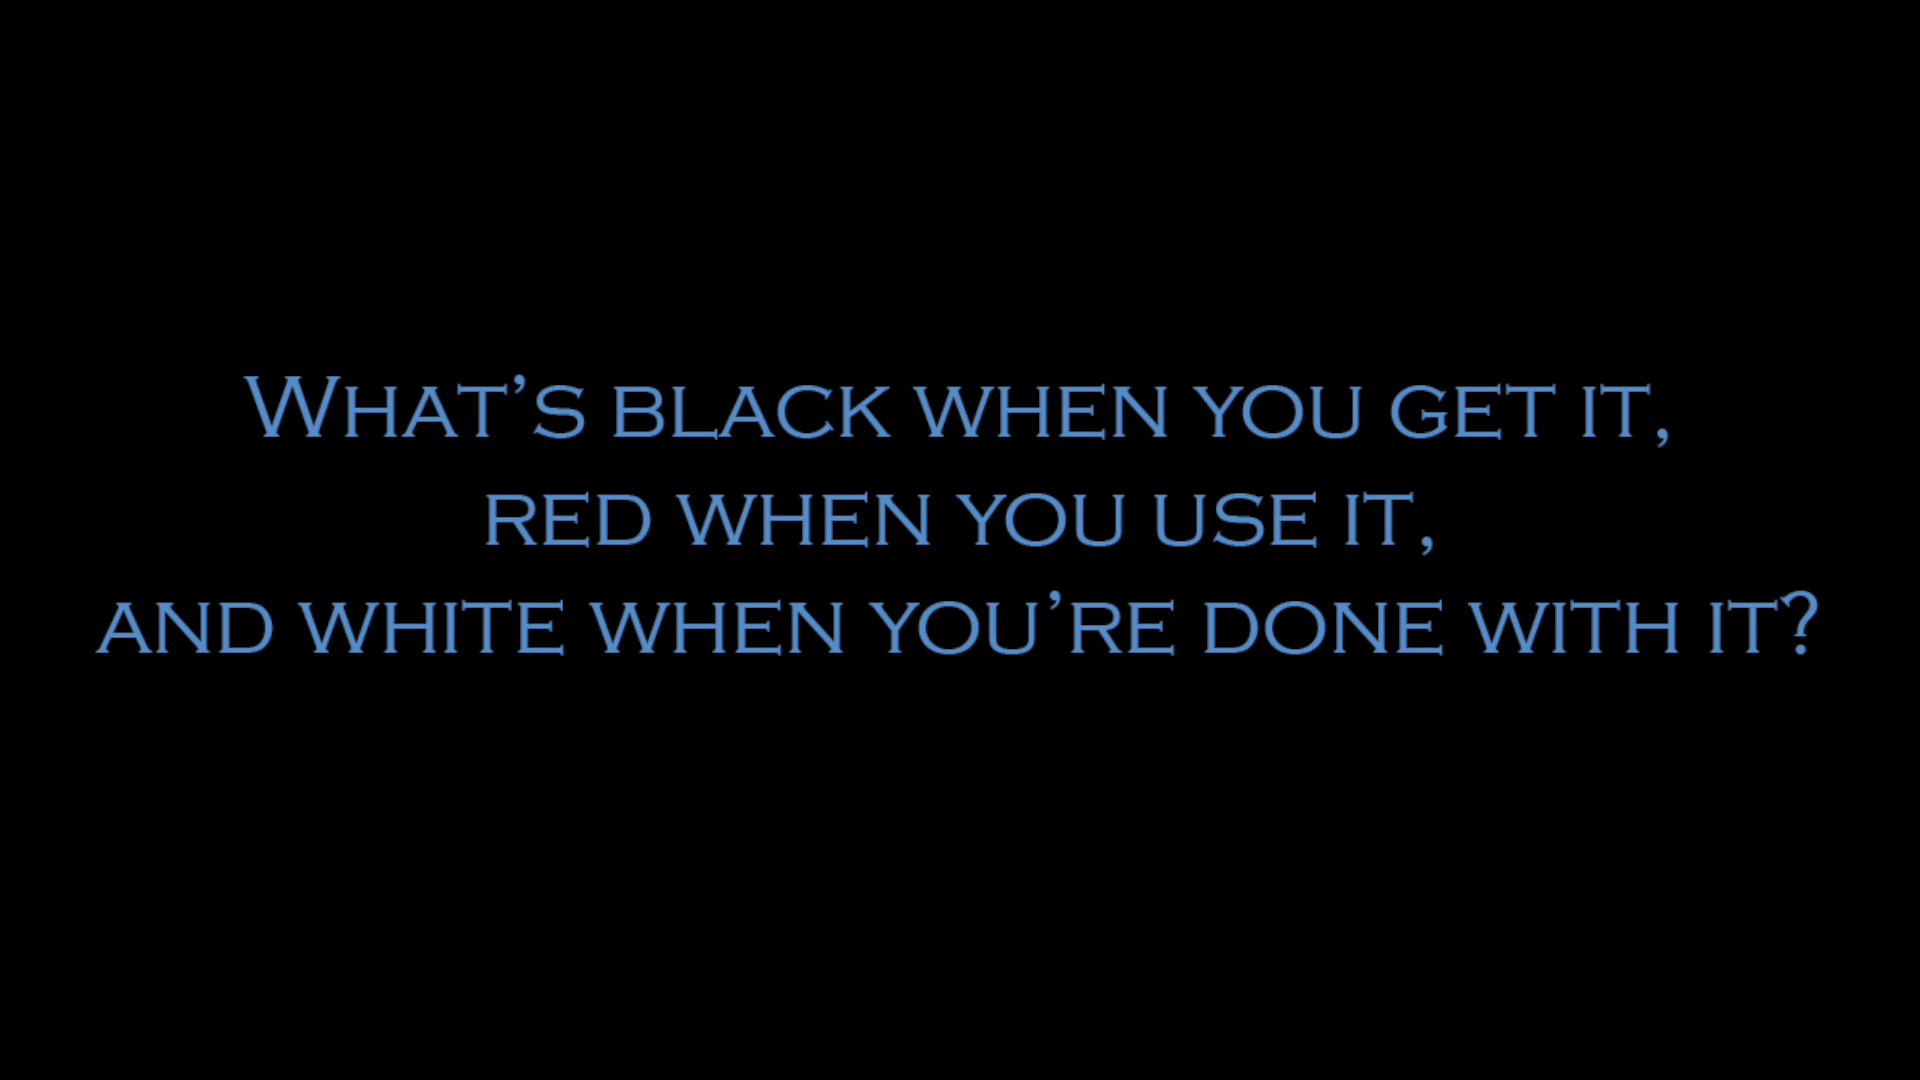 What’s black when you get it,
red when you use it,
and white when you’re done with it?